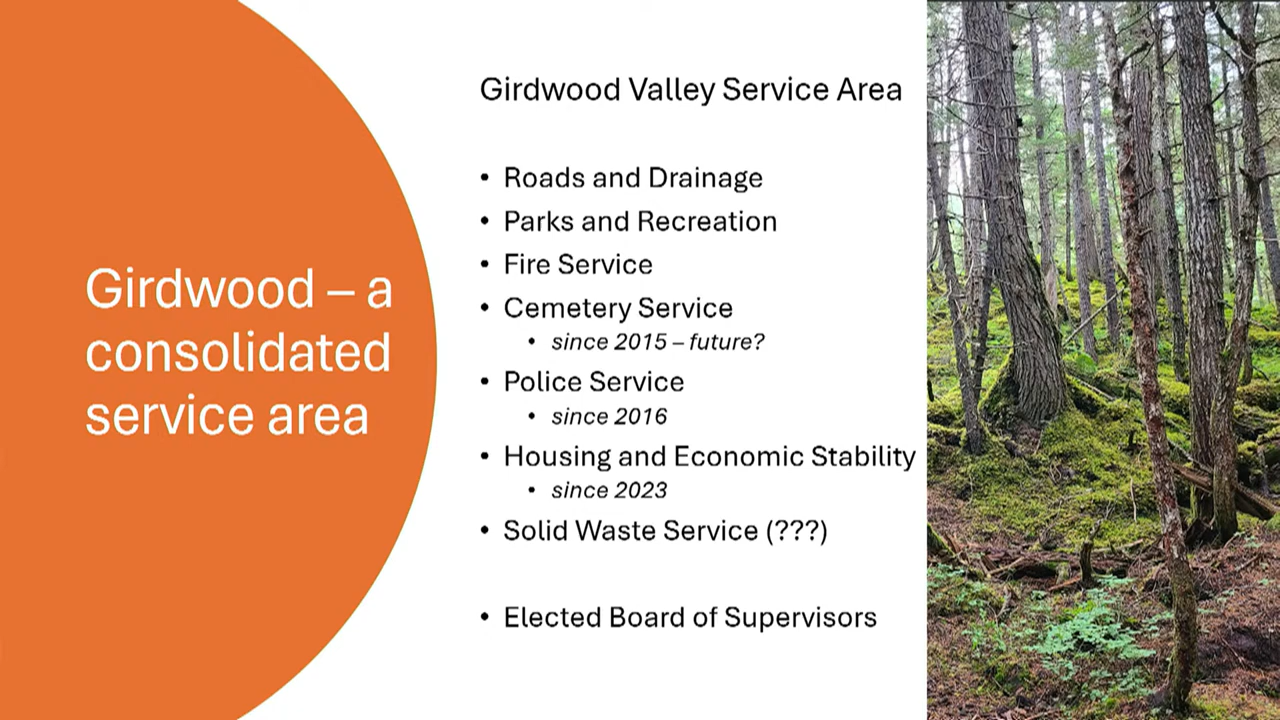 Girdwood – a
consolidated
service area
Girdwood Valley Service Area
• Roads and Drainage
• Parks and Recreation
• Fire Service
• Cemetery Service
• since 2015 – future?
• Police Service
• since 2016
• Housing and Economic Stability
• since 2023
• Solid Waste Service (???)
• Elected Board of Supervisors